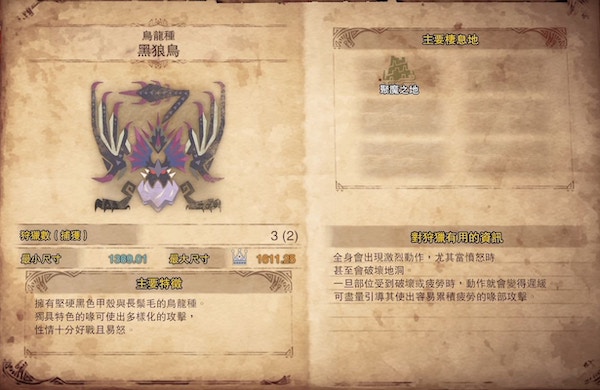 鳥龍種
黑狼鳥
狩獵數（捕獲） 3 (2)
最小尺寸 1389.01 最大尺寸 1611.25
主要特徵
擁有堅硬黑色甲殼與長鬃毛的鳥龍種。
獨具特色的喙可使出多樣化的攻擊，
性情十分好戰且易怒。
主要棲息地
聚魔之地
對狩獵有用的資訊
全身會出現激烈動作，尤其當憤怒時
甚至會破壞地洞。
一旦部位受到破壞或疲勞時，動作就會變得遲緩
可盡量引導其使出容易累積疲勞的喙部攻擊。